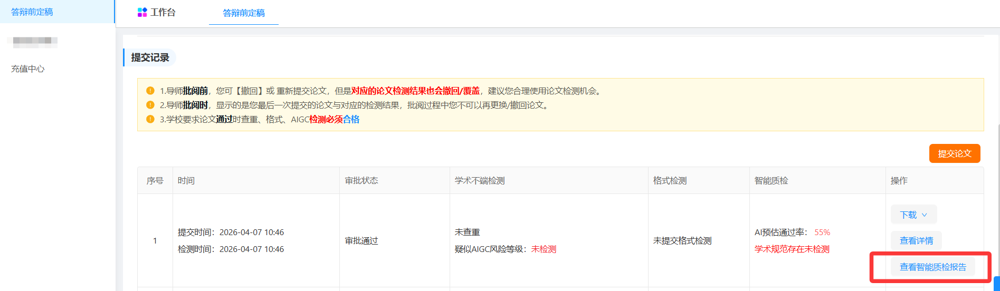 答辩前定稿
工作台
答辩前定稿
充值中心
提交记录
1.导师批阅前，您可【撤回】或 重新提交论文，但是对应的论文检测结果也会撤回/覆盖，建议您合理使用论文检测机会。
2.导师批阅时，显示的是您最后一次提交的论文与对应的检测结果，批阅过程中您不可以再更换/撤回论文。
3.学校要求论文通过时查重、格式、AIGC检测必须合格
提交论文
序号 时间 审批状态 学术不端检测 格式检测 智能质检 操作
下载
提交时间：2026-04-07 10:46 未查重 AI预估通过率： 55%
1 审批通过 未提交格式检测 查看详情
检测时间：2026-04-07 10:46 疑似AIGC风险等级：未检测 学术规范存在未检测
查看智能质检报告